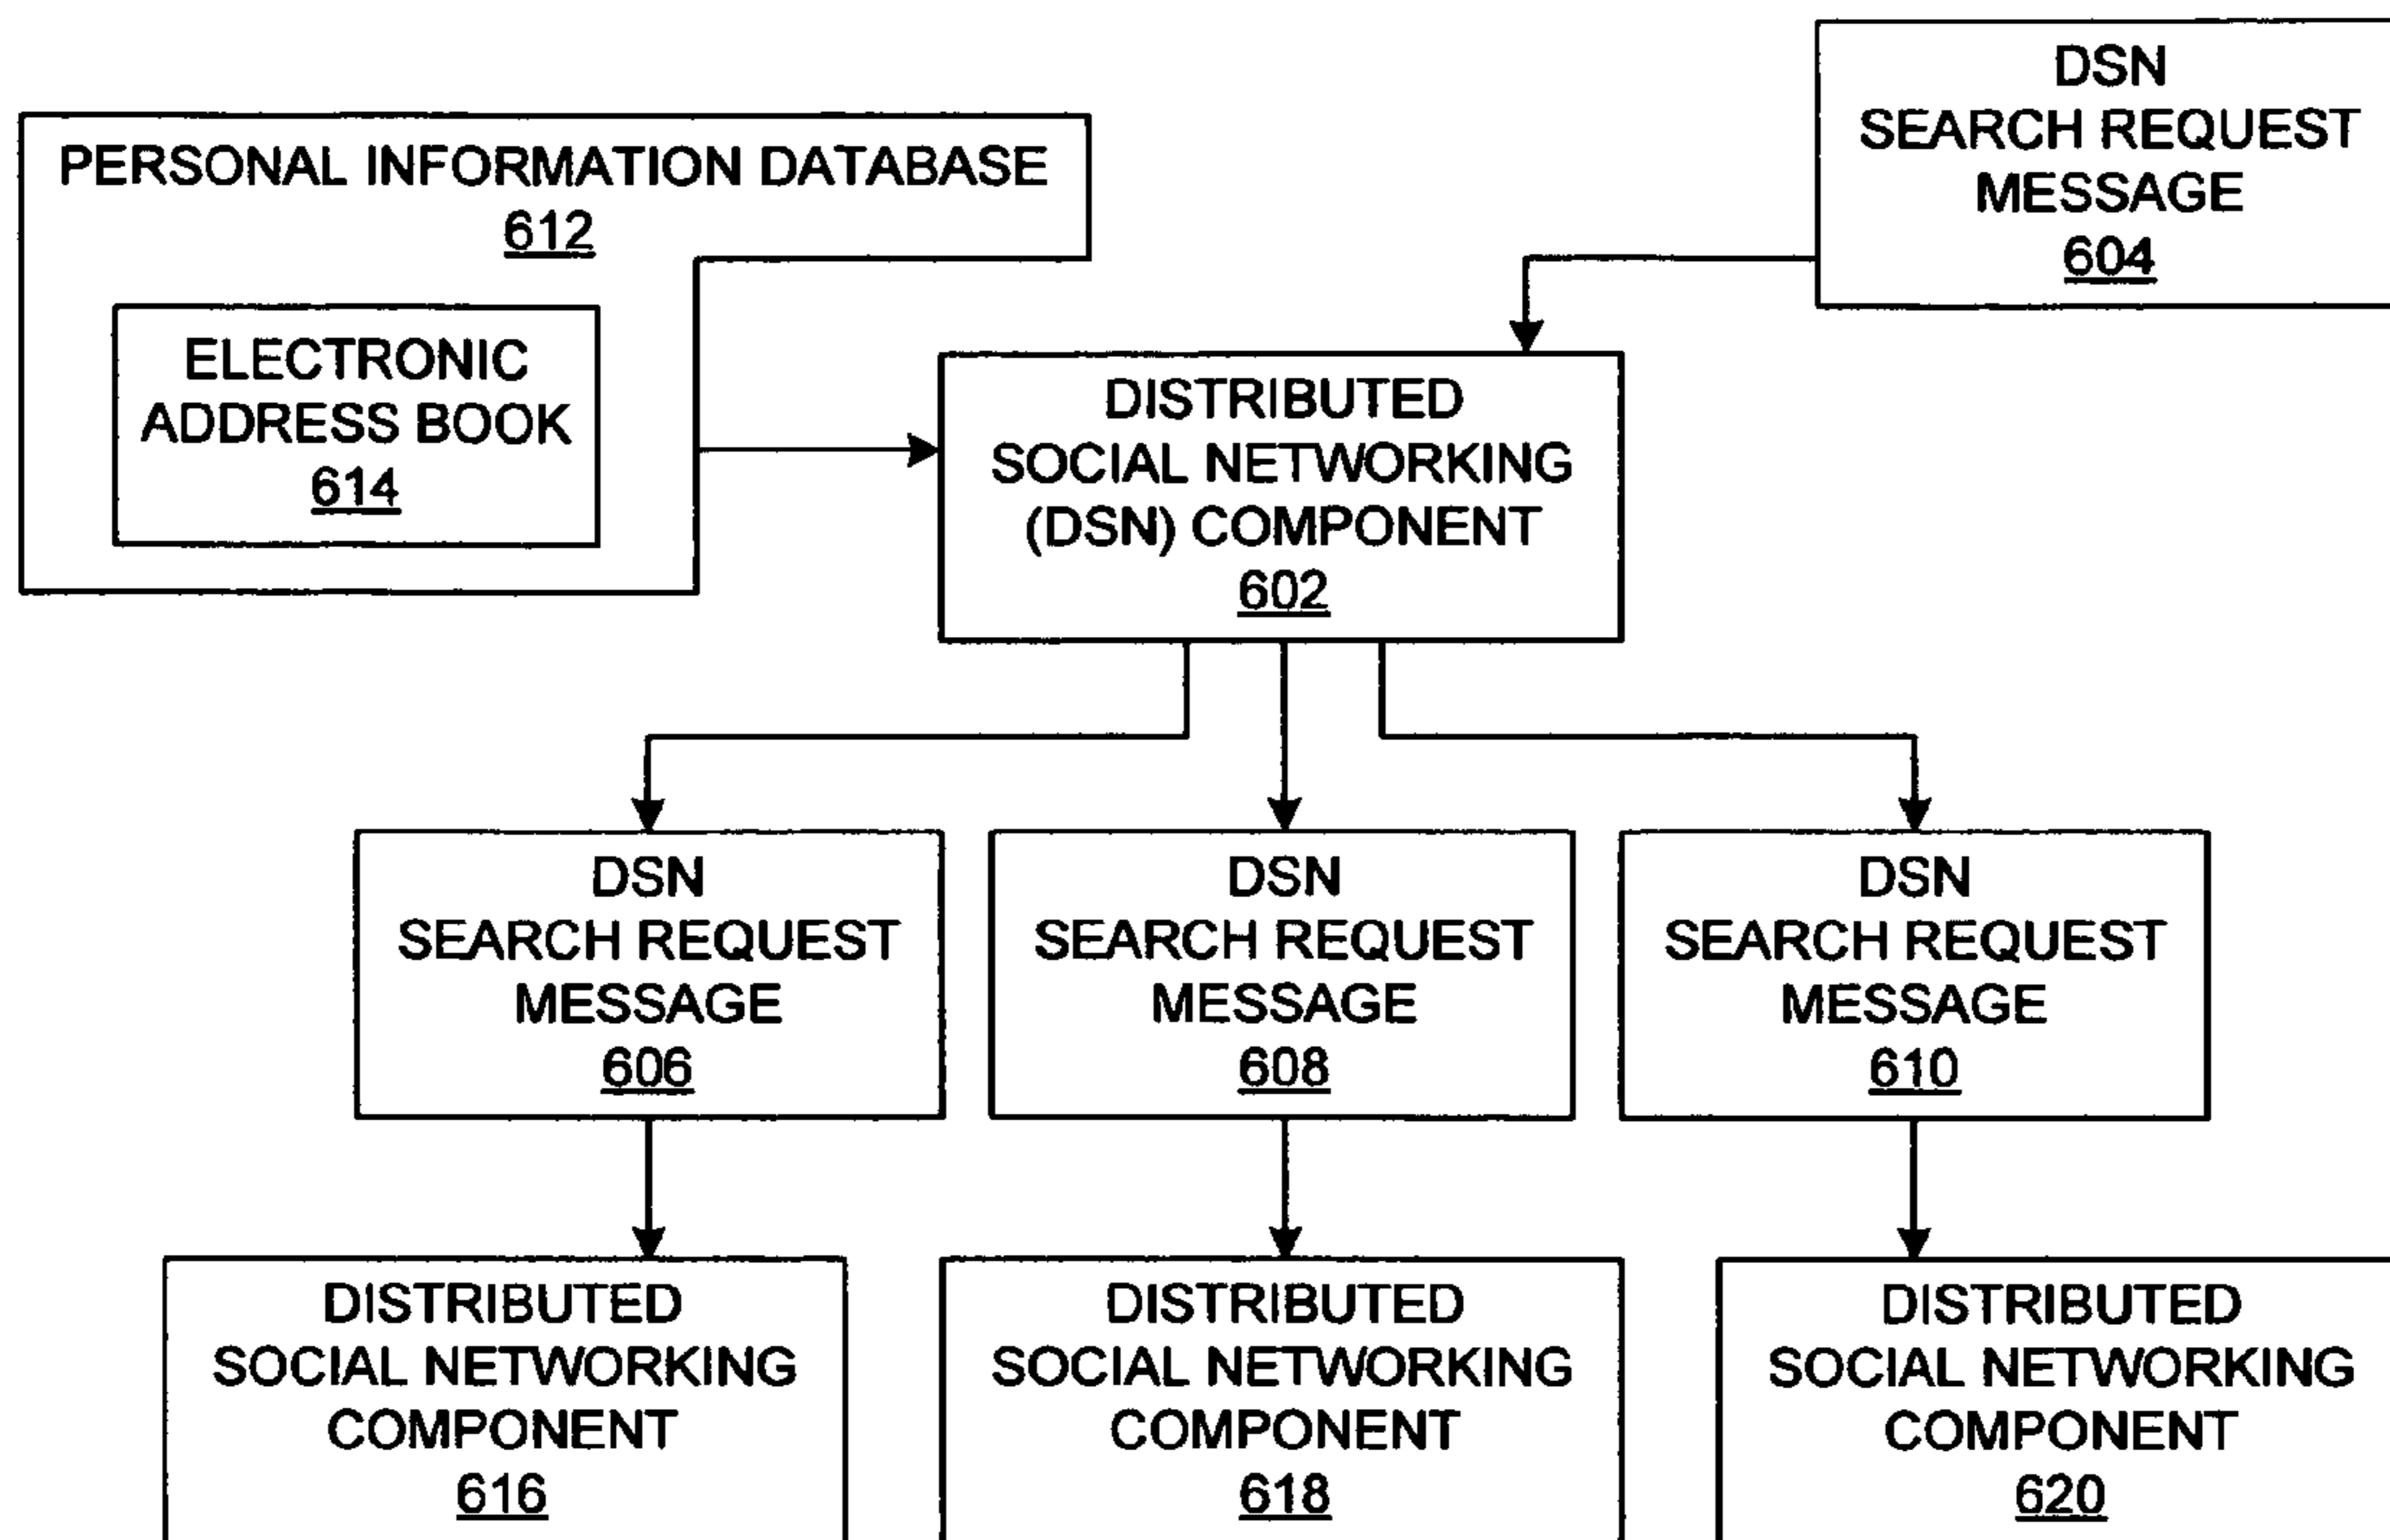 DSN
SEARCH REQUEST
MESSAGE
604
PERSONAL INFORMATION DATABASE
612
ELECTRONIC
ADDRESS BOOK
614
DISTRIBUTED
SOCIAL NETWORKING
(DSN) COMPONENT
602
DSN
SEARCH REQUEST
MESSAGE
606
DSN
SEARCH REQUEST
MESSAGE
608
DSN
SEARCH REQUEST
MESSAGE
610
DISTRIBUTED
SOCIAL NETWORKING
COMPONENT
616
DISTRIBUTED
SOCIAL NETWORKING
COMPONENT
618
DISTRIBUTED
SOCIAL NETWORKING
COMPONENT
620